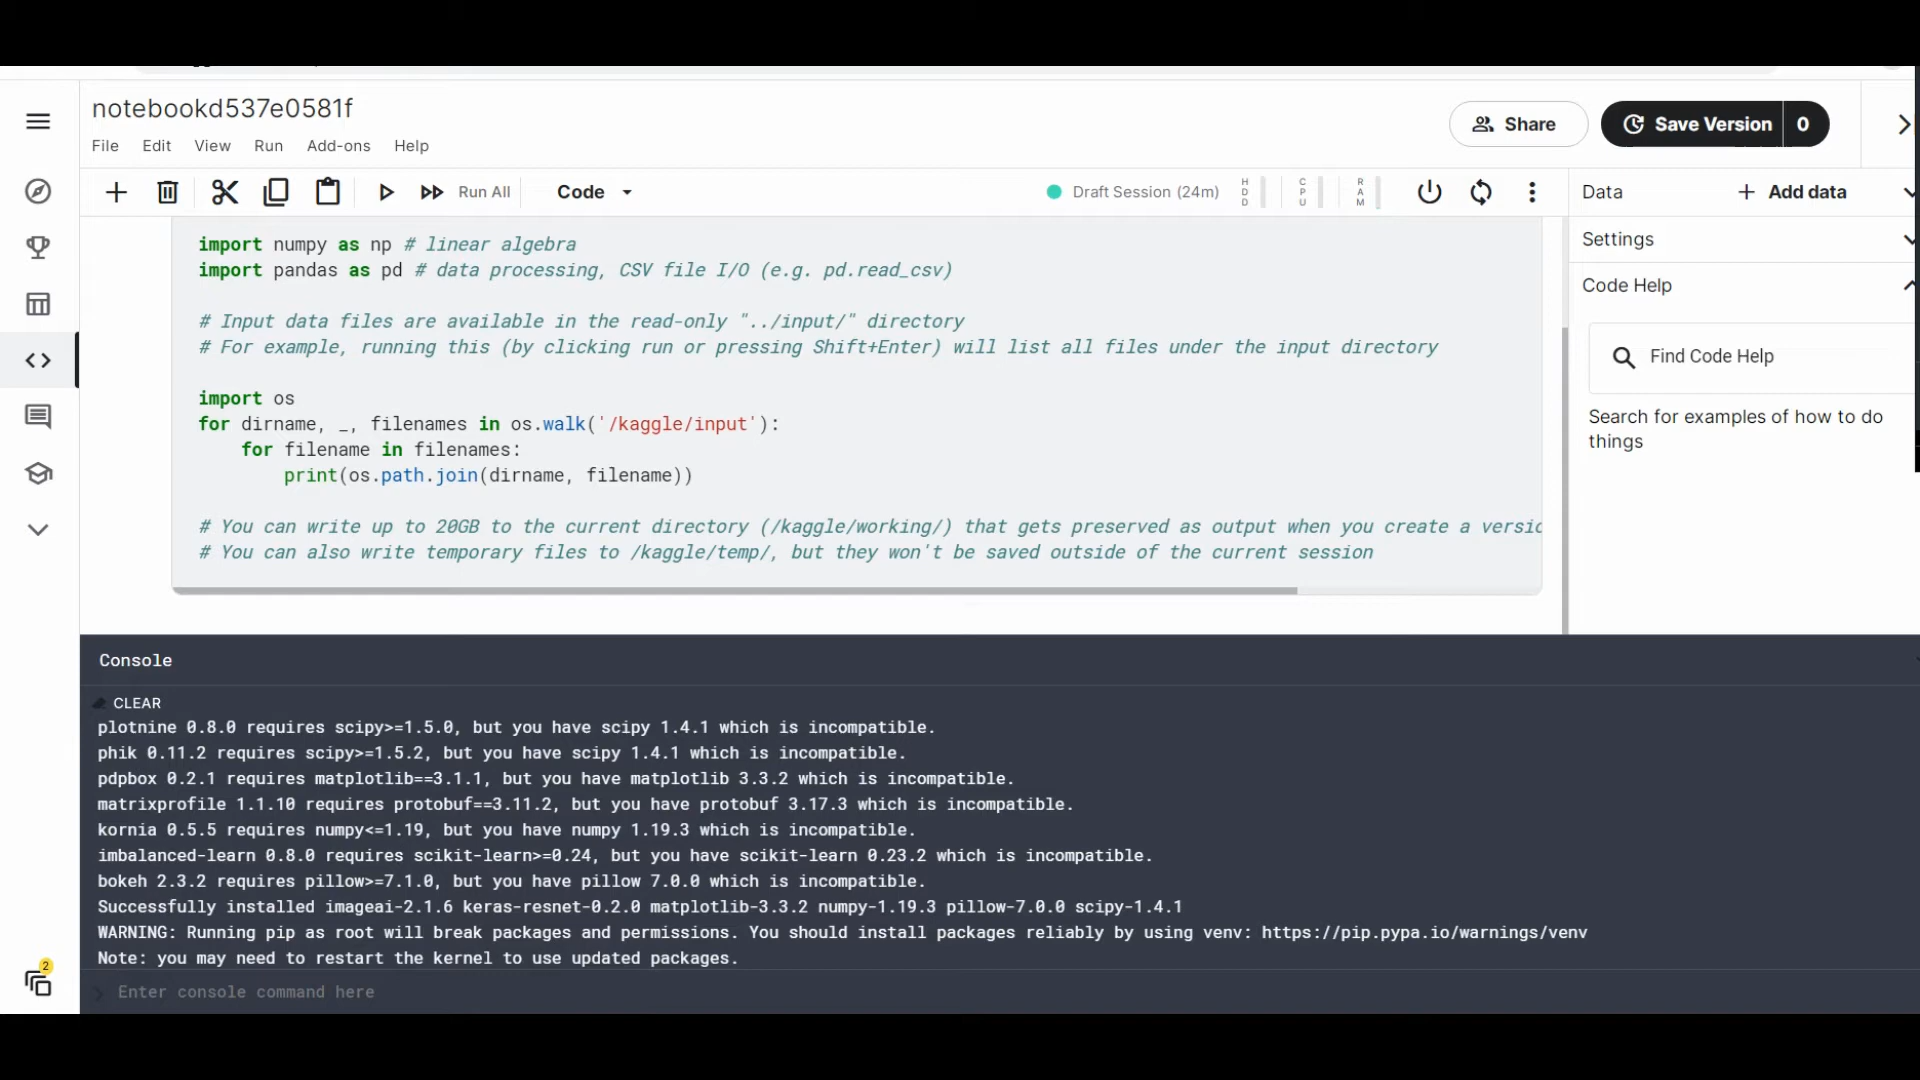 notebookd537e0581f
File Edit View Run Add-ons Help
Share
Save Version 0
Run All
Code
Draft Session (24m)
HDD
CPU
RAM
Data
Add data
Settings
Code Help
Find Code Help
Search for examples of how to do
things
import numpy as np # linear algebra
import pandas as pd # data processing, CSV file I/O (e.g. pd.read_csv)
# Input data files are available in the read-only "../input/" directory
# For example, running this (by clicking run or pressing Shift+Enter) will list all files under the input directory
import os
for dirname, _, filenames in os.walk('/kaggle/input'):
for filename in filenames:
print(os.path.join(dirname, filename))
# You can write up to 20GB to the current directory (/kaggle/working/) that gets preserved as output when you create a versio
# You can also write temporary files to /kaggle/temp/, but they won't be saved outside of the current session
Console
CLEAR
plotnine 0.8.0 requires scipy>=1.5.0, but you have scipy 1.4.1 which is incompatible.
phik 0.11.2 requires scipy>=1.5.2, but you have scipy 1.4.1 which is incompatible.
pdpbox 0.2.1 requires matplotlib==3.1.1, but you have matplotlib 3.3.2 which is incompatible.
matrixprofile 1.1.10 requires protobuf==3.11.2, but you have protobuf 3.17.3 which is incompatible.
kornia 0.5.5 requires numpy<=1.19, but you have numpy 1.19.3 which is incompatible.
imbalanced-learn 0.8.0 requires scikit-learn>=0.24, but you have scikit-learn 0.23.2 which is incompatible.
bokeh 2.3.2 requires pillow>=7.1.0, but you have pillow 7.0.0 which is incompatible.
Successfully installed imageai-2.1.6 keras-resnet-0.2.0 matplotlib-3.3.2 numpy-1.19.3 pillow-7.0.0 scipy-1.4.1
WARNING: Running pip as root will break packages and permissions. You should install packages reliably by using venv: https://pip.pypa.io/warnings/venv
Note: you may need to restart the kernel to use updated packages.
Enter console command here
2